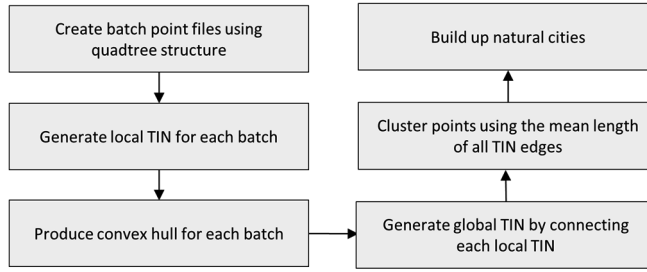 Create batch point files using
quadtree structure
Generate local TIN for each batch
Produce convex hull for each batch
Generate global TIN by connecting
each local TIN
Cluster points using the mean length
of all TIN edges
Build up natural cities